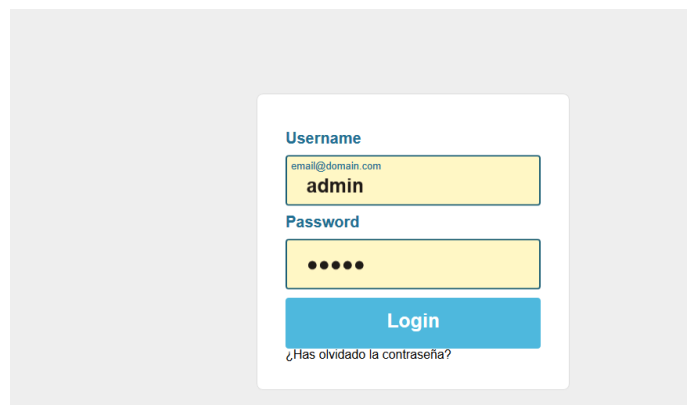 Username
email@domain.com
admin
Password
●●●●●
Login
¿Has olvidado la contraseña?